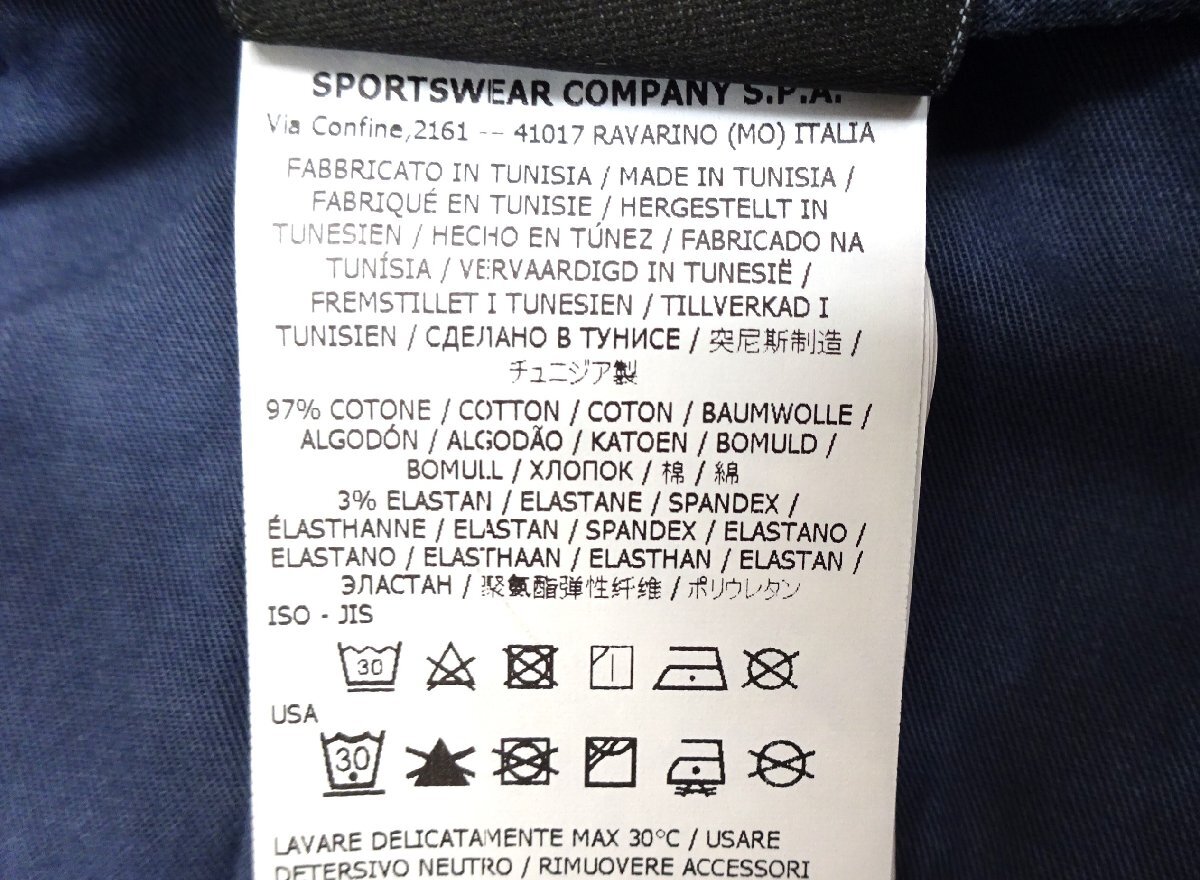 SPORTSWEAR COMPANY S.P.A.
Via Confine,2161 -- 41017 RAVARINO (MO) ITALIA
FABBRICATO IN TUNISIA / MADE IN TUNISIA /
FABRIQUÉ EN TUNISIE / HERGESTELLT IN
TUNESIEN / HECHO EN TÚNEZ / FABRICADO NA
TUNÍSIA / VERVAARDIGD IN TUNESIË /
FREMSTILLET I TUNESIEN / TILLVERKAD I
TUNISIEN / СДЕЛАНО В ТУНИСЕ / 突尼斯制造 /
チュニジア製
97% COTONE / COTTON / COTON / BAUMWOLLE /
ALGODÓN / ALGODÃO / KATOEN / BOMULD /
BOMULL / ХЛОПОК / 棉 / 綿
3% ELASTAN / ELASTANE / SPANDEX /
ÉLASTHANNE / ELASTAN / SPANDEX / ELASTANO /
ELASTANO / ELASTHAAN / ELASTHAN / ELASTAN /
ЭЛАСТАН / 聚氨酯弹性纤维 / ポリウレタン
ISO - JIS
30
USA
30
LAVARE DELICATAMENTE MAX 30°C / USARE
DETERSIVO NEUTRO / RIMUOVERE ACCESSORI